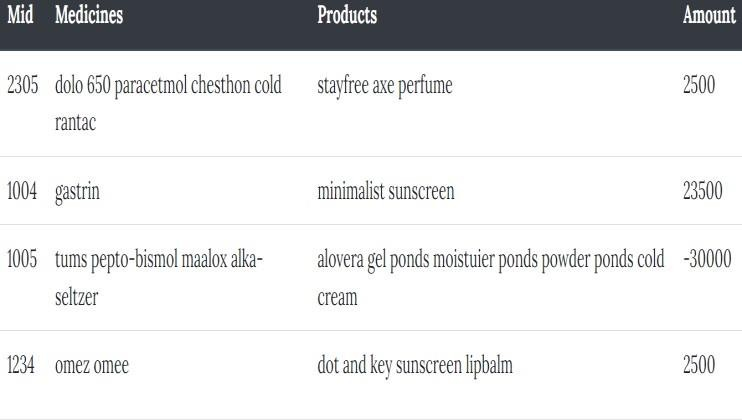 Mid Medicines Products Amount
2305 dolo 650 paracetmol chesthon cold stayfree axe perfume 2500
rantac
1004 gastrin minimalist sunscreen 23500
1005 tums pepto-bismol maalox alka- alovera gel ponds moistuier ponds powder ponds cold -30000
seltzer cream
1234 omez omee dot and key sunscreen lipbalm 2500